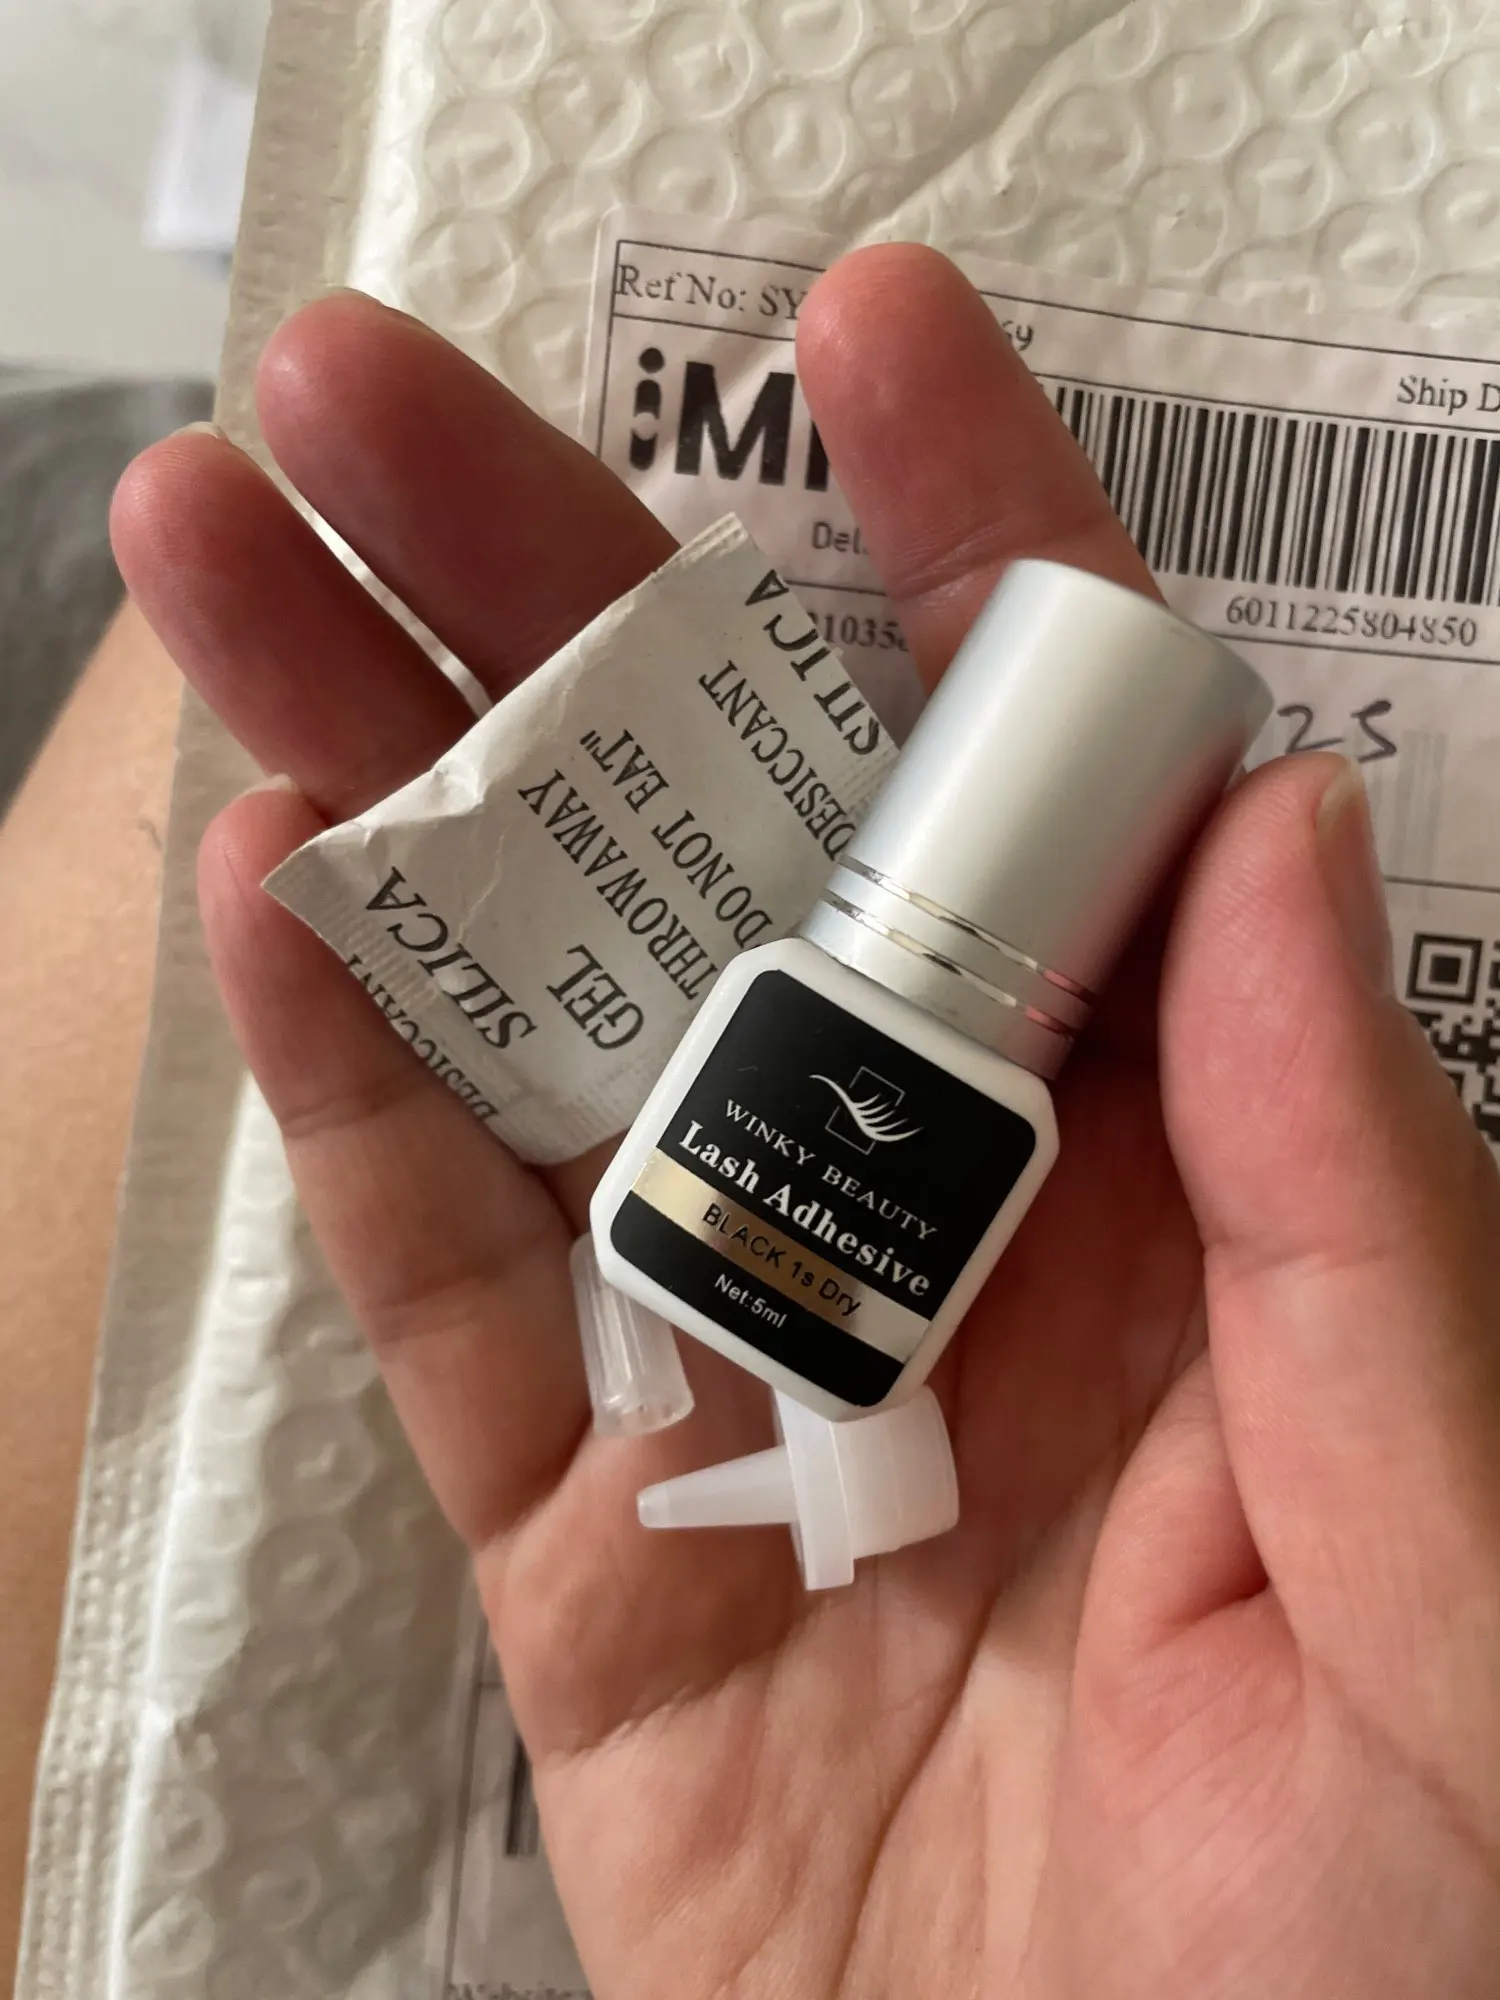 Ref No: SY
Ship D
iM
Del
6011225804850
25
SILICA
DESICCANT
"DO NOT EAT"
THROWAWAY
GEL
SILICA
DESICCANT
WINKY BEAUTY
Lash Adhesive
BLACK 1s Dry
Net:5ml